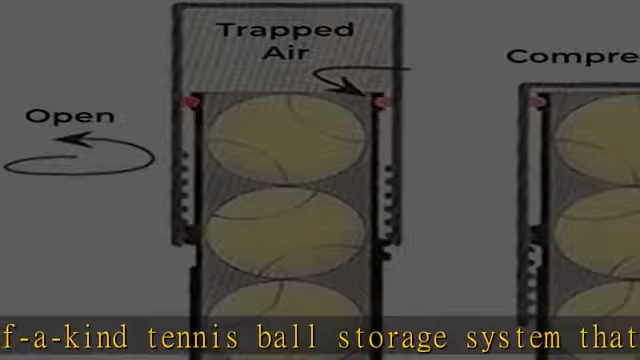 Trapped
Air
Compre
Open
f-a-kind tennis ball storage system that